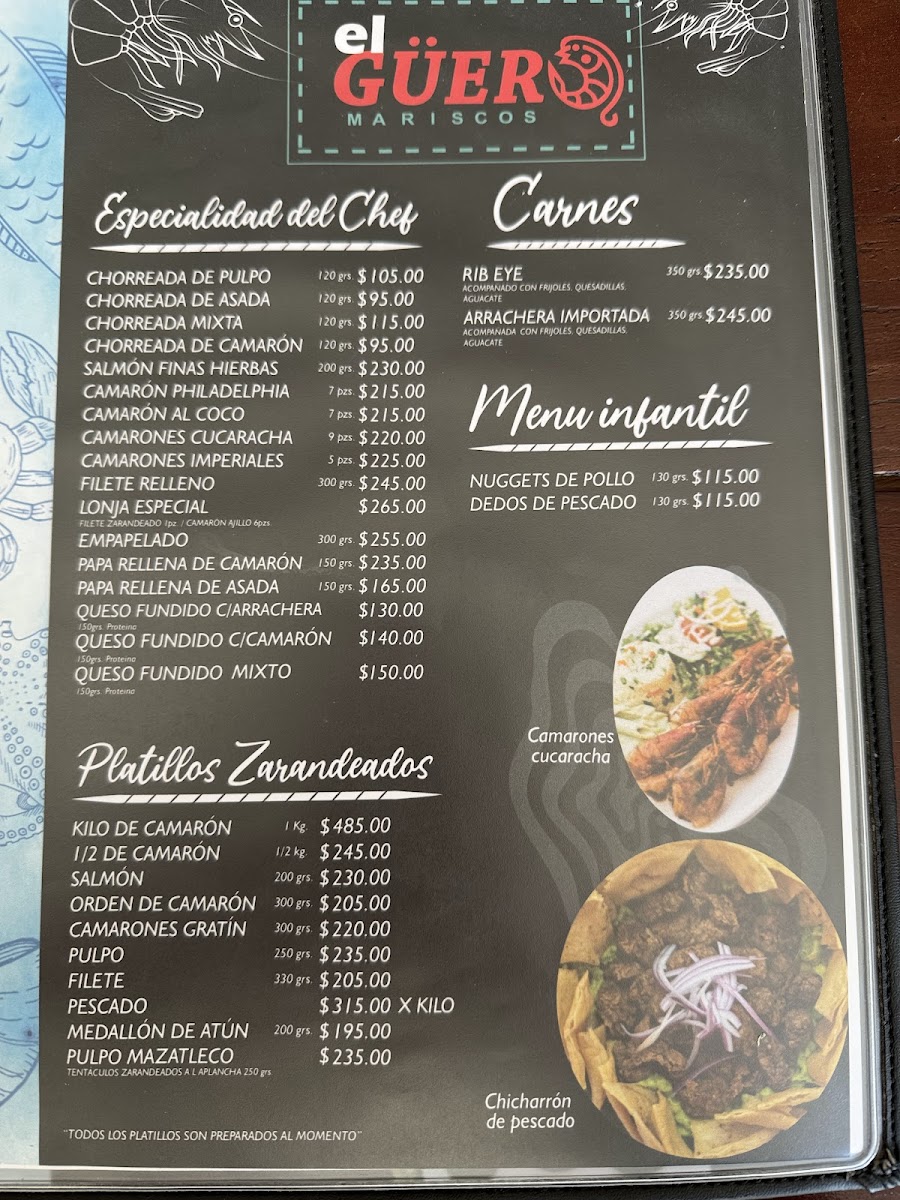 el
GÜERO
MARISCOS
Especialidad del Chef
CHORREADA DE PULPO 120 grs. $105.00
CHORREADA DE ASADA 120 grs. $95.00
CHORREADA MIXTA 120 grs. $115.00
CHORREADA DE CAMARÓN 120 grs. $95.00
SALMÓN FINAS HIERBAS 200 grs. $230.00
CAMARÓN PHILADELPHIA 7 pzs. $215.00
CAMARÓN AL COCO 7 pzs. $215.00
CAMARONES CUCARACHA 9 pzs. $220.00
CAMARONES IMPERIALES 5 pzs. $225.00
FILETE RELLENO 300 grs. $245.00
LONJA ESPECIAL $265.00
FILETE ZARANDEADO 1pz. / CAMARÓN AJILLO 6pzs.
EMPAPELADO 300 grs. $255.00
PAPA RELLENA DE CAMARÓN 150 grs. $235.00
PAPA RELLENA DE ASADA 150 grs. $165.00
QUESO FUNDIDO C/ARRACHERA $130.00
150grs. Proteina
QUESO FUNDIDO C/CAMARÓN $140.00
150grs. Proteina
QUESO FUNDIDO MIXTO $150.00
150grs. Proteina
Platillos Zarandeados
KILO DE CAMARÓN 1 Kg. $485.00
1/2 DE CAMARÓN 1/2 kg. $245.00
SALMÓN 200 grs. $230.00
ORDEN DE CAMARÓN 300 grs. $205.00
CAMARONES GRATÍN 300 grs. $220.00
PULPO 250 grs. $235.00
FILETE 330 grs. $205.00
PESCADO $315.00 X KILO
MEDALLÓN DE ATÚN 200 grs. $195.00
PULPO MAZATLECO $235.00
TENTÁCULOS ZARANDEADOS A L APLANCHA 250 grs
"TODOS LOS PLATILLOS SON PREPARADOS AL MOMENTO"
Carnes
RIB EYE 350 grs. $235.00
ACOMPAÑADO CON FRIJOLES, QUESADILLAS,
AGUACATE
ARRACHERA IMPORTADA 350 grs. $245.00
ACOMPAÑADA CON FRIJOLES, QUESADILLAS,
AGUACATE
Menu infantil
NUGGETS DE POLLO 130 grs. $115.00
DEDOS DE PESCADO 130 grs. $115.00
Camarones
cucaracha
Chicharrón
de pescado